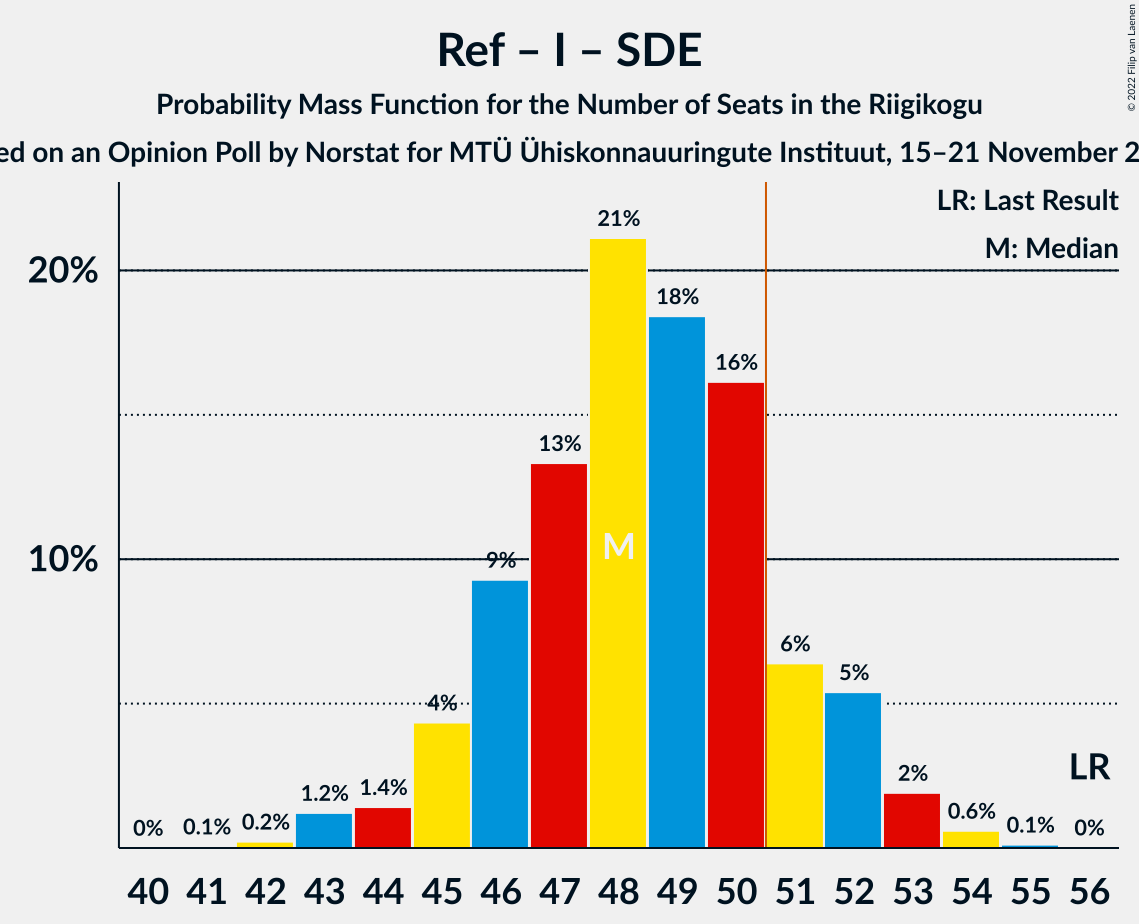 Ref – I – SDE
Probability Mass Function for the Number of Seats in the Riigikogu
on an Opinion Poll by Norstat for MTÜ Ühiskonnauuringute Instituut, 15–21 November
© 2022 Filip van Laenen
LR: Last Result
M: Median
20%
10%
0%
0.1%
0.2%
1.2%
1.4%
4%
9%
13%
21%
18%
16%
6%
5%
2%
0.6%
0.1%
0%
M
LR
40 41 42 43 44 45 46 47 48 49 50 51 52 53 54 55 56